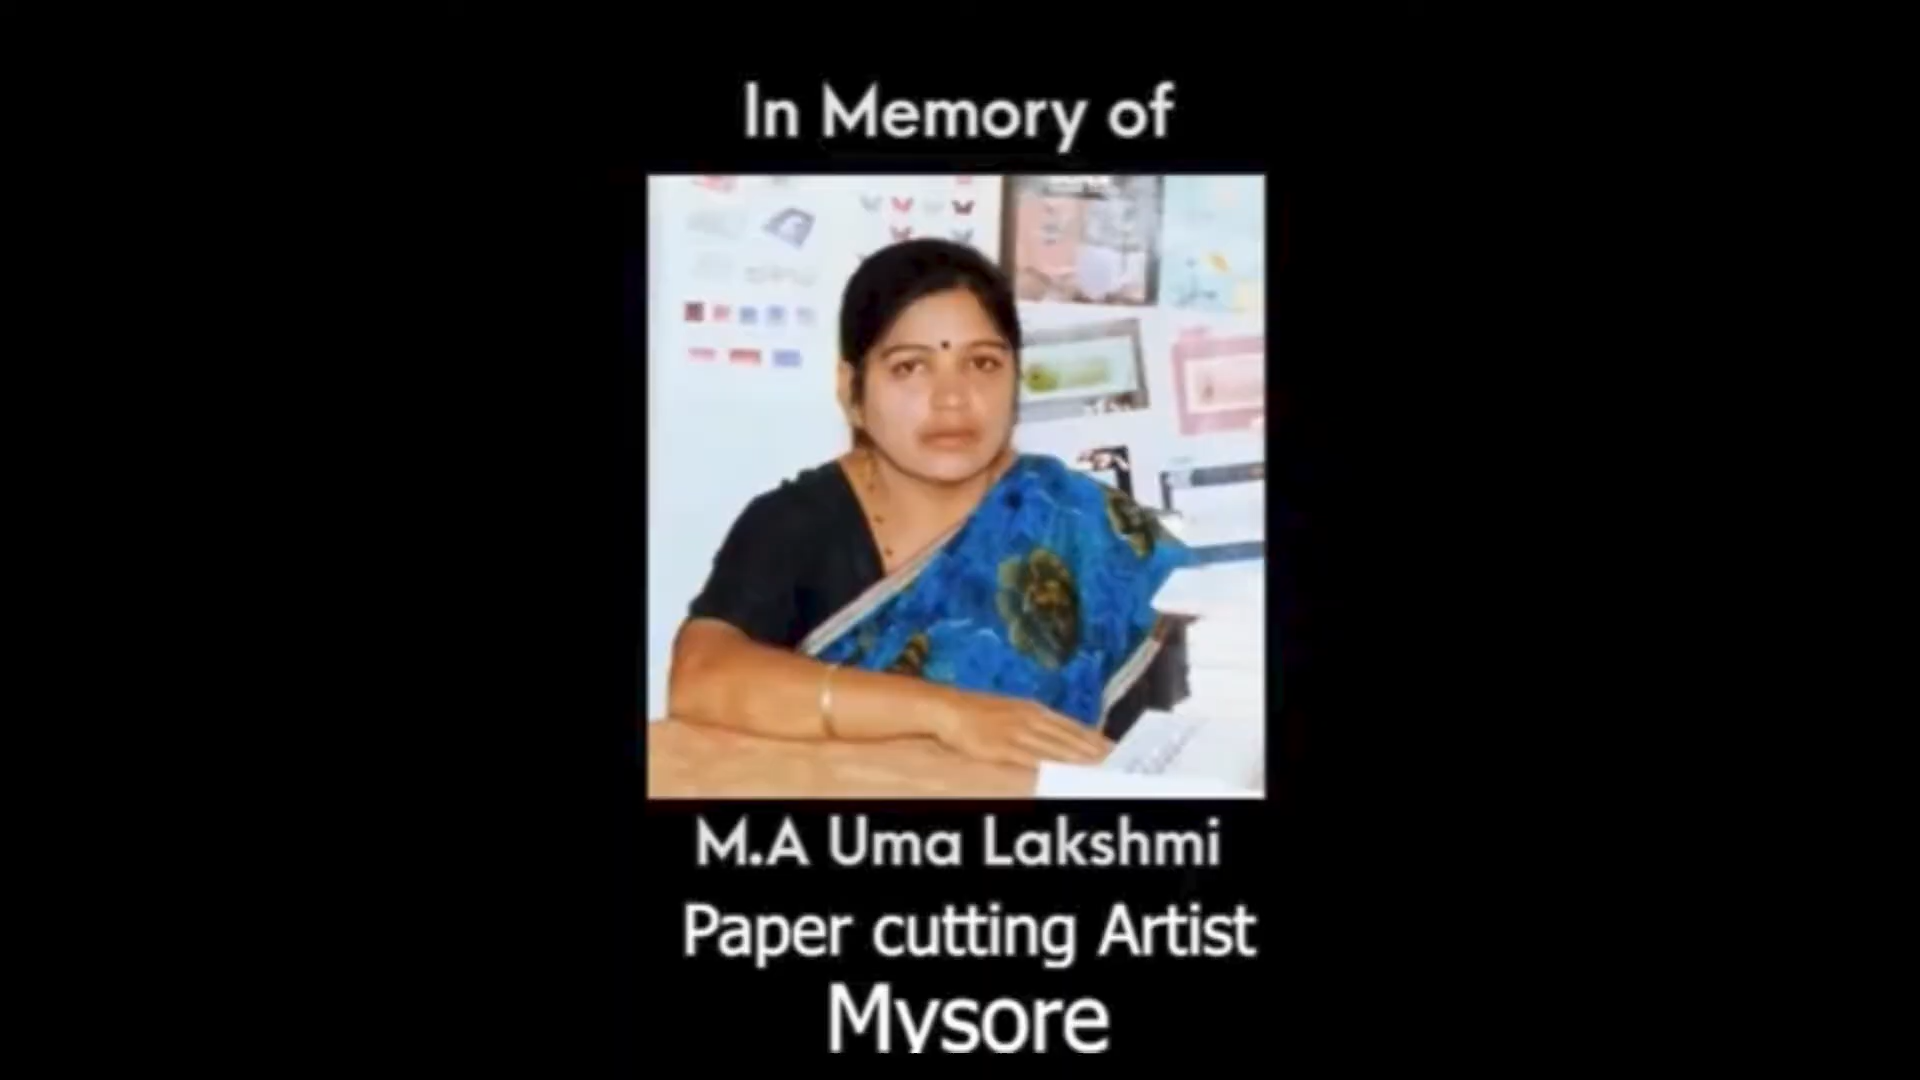 In Memory of
M.A Uma Lakshmi
Paper cutting Artist
Mysore